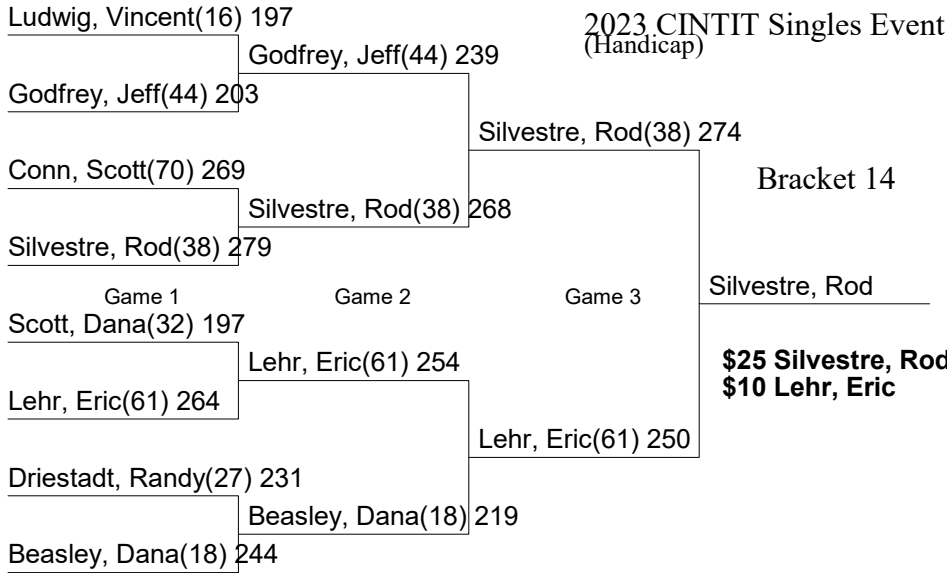 Ludwig, Vincent(16) 197
2023 CINTIT Singles Event
(Handicap)
Godfrey, Jeff(44) 239
Godfrey, Jeff(44) 203
Silvestre, Rod(38) 274
Conn, Scott(70) 269
Bracket 14
Silvestre, Rod(38) 268
Silvestre, Rod(38) 279
Game 1
Game 2
Game 3
Silvestre, Rod
Scott, Dana(32) 197
Lehr, Eric(61) 254
$25 Silvestre, Rod
$10 Lehr, Eric
Lehr, Eric(61) 264
Lehr, Eric(61) 250
Driestadt, Randy(27) 231
Beasley, Dana(18) 219
Beasley, Dana(18) 244